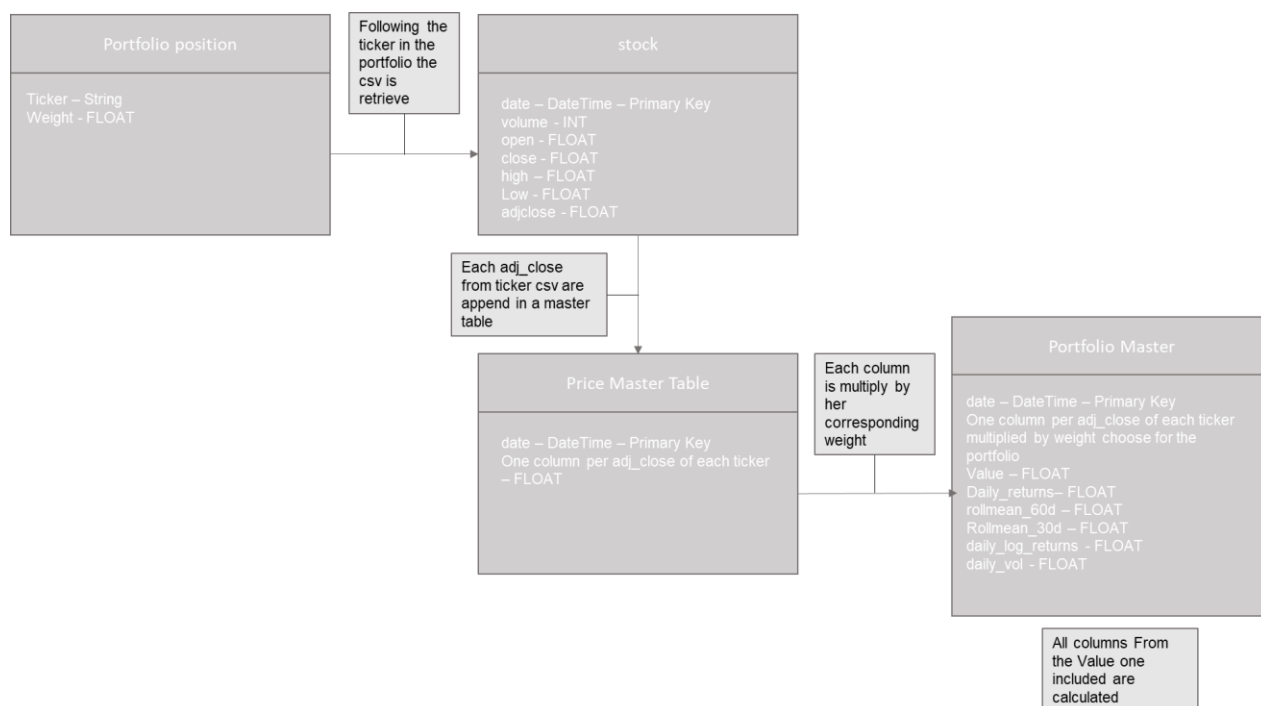 Portfolio position
Ticker – String
Weight - FLOAT
Following the
ticker in the
portfolio the
csv is
retrieve
stock
date – DateTime – Primary Key
volume - INT
open - FLOAT
close - FLOAT
high – FLOAT
Low - FLOAT
adjclose - FLOAT
Each adj_close
from ticker csv are
append in a master
table
Price Master Table
date – DateTime – Primary Key
One column per adj_close of each ticker
– FLOAT
Each column
is multiply by
her
corresponding
weight
Portfolio Master
date – DateTime – Primary Key
One column per adj_close of each ticker
multiplied by weight choose for the
portfolio
Value – FLOAT
Daily_returns– FLOAT
rollmean_60d – FLOAT
Rollmean_30d – FLOAT
daily_log_returns - FLOAT
daily_vol - FLOAT
All columns From
the Value one
included are
calculated